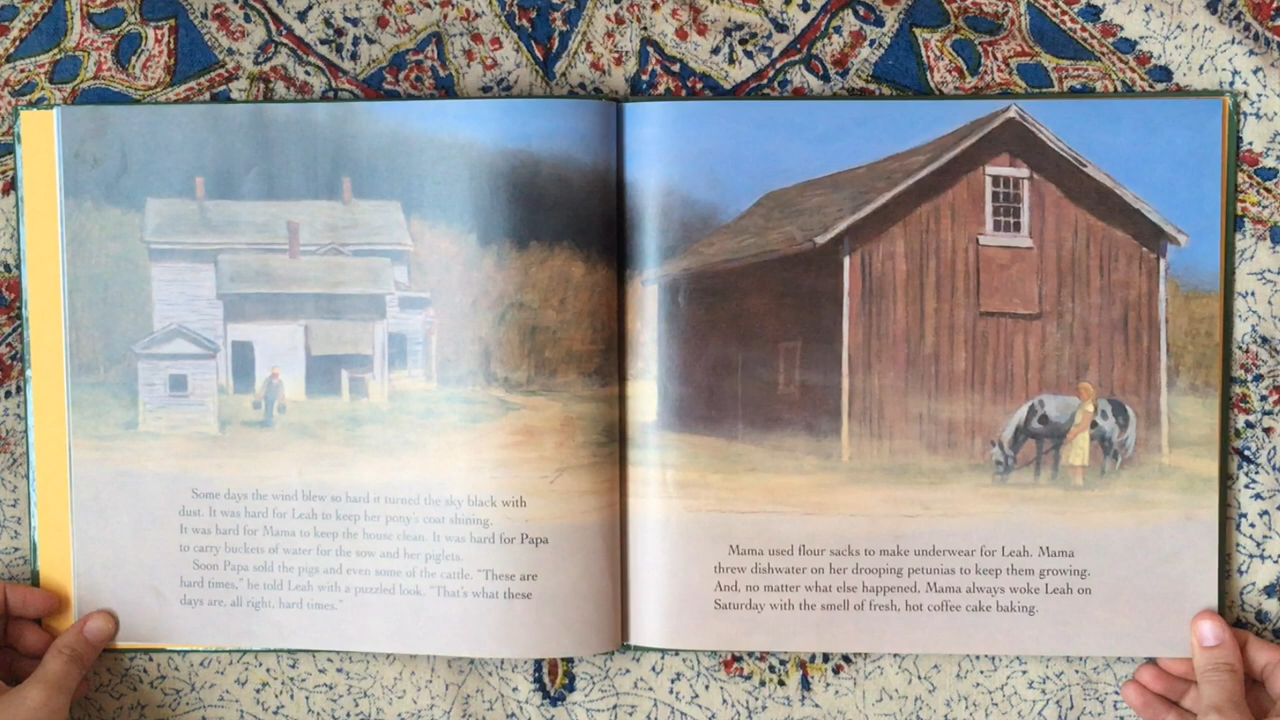 Some days the wind blew so hard it turned the sky black with
dust. It was hard for Leah to keep her pony's coat shining.
It was hard for Mama to keep the house clean. It was hard for Papa
to carry buckets of water for the sow and her piglets.
Soon Papa sold the pigs and even some of the cattle. "These are
hard times," he told Leah with a puzzled look. "That's what these
days are, all right, hard times."
Mama used flour sacks to make underwear for Leah. Mama
threw dishwater on her drooping petunias to keep them growing.
And, no matter what else happened, Mama always woke Leah on
Saturday with the smell of fresh, hot coffee cake baking.